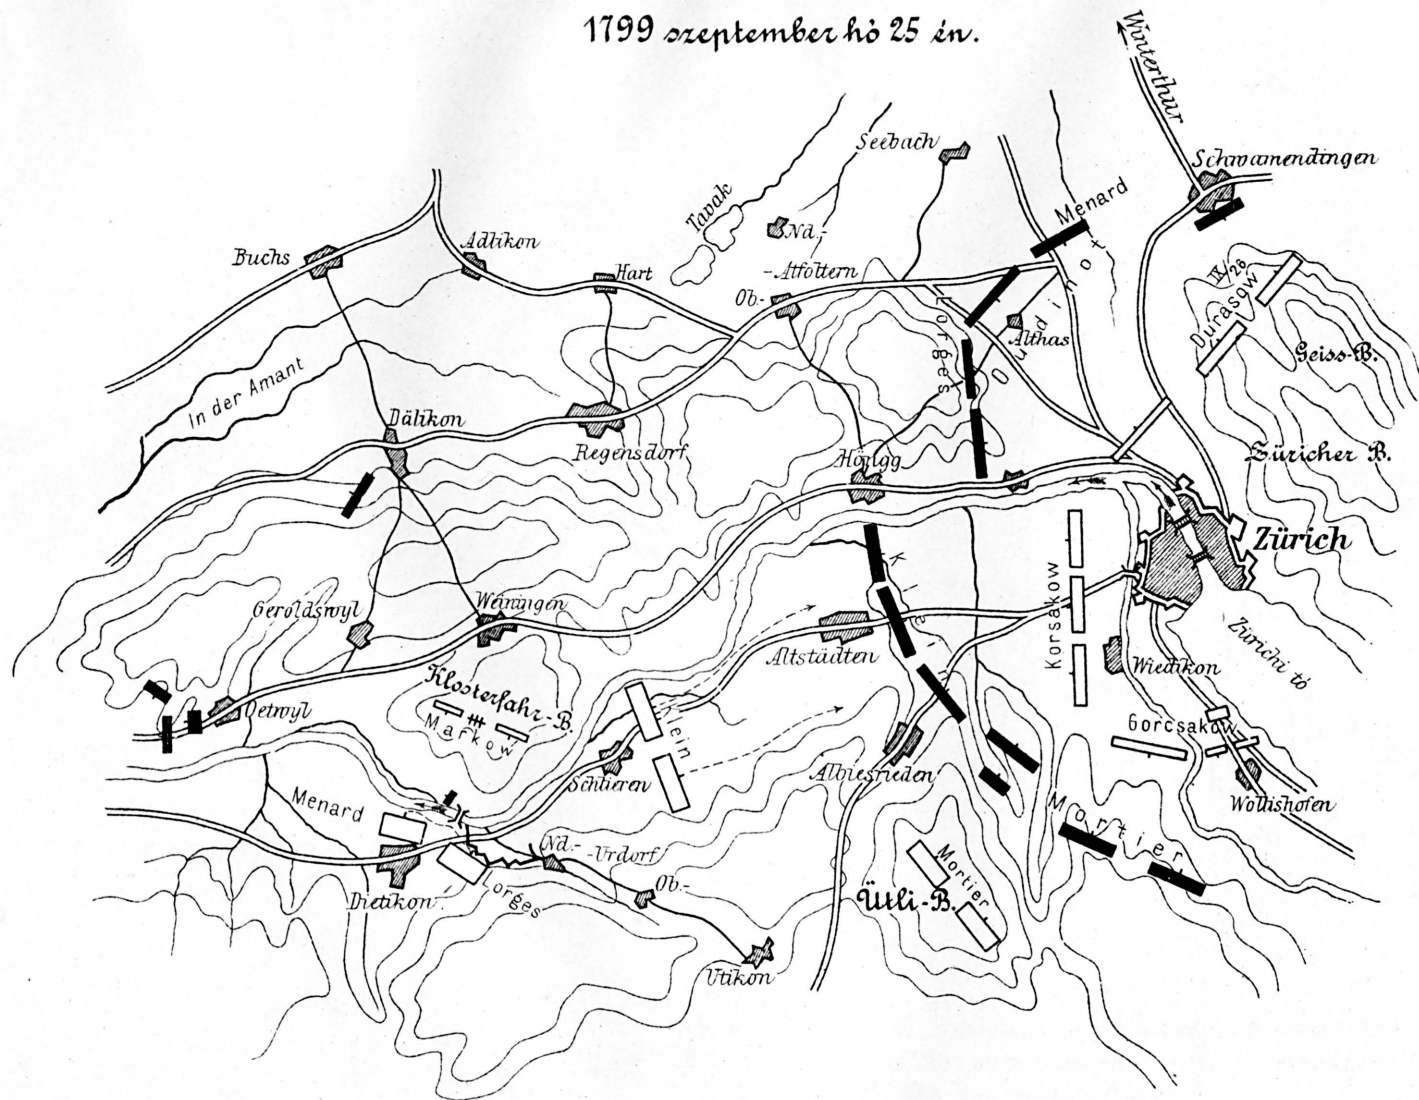 1799 szeptember hó 25 én.
Winterthur
Seebach
Schwamendingen
Tavak
Menard
Nd.-
Buchs
Adlikon
-Affoltern
Hart
Ob.-
IX/26
Durasow
Lorges
Oudinot
Althas
Geiss-B.
In der Amant
Dälikon
Regensdorf
Höngg
Züricher B.
Zürich
Klein
Korsakow
Geroldswyl
Weiningen
Altstädten
Wiedikon
Zürichi tó
Klosterfahr-B.
Markow
Oetwyl
Klein
Gorcsakow
Schlieren
Albiesrieden
Wollishofen
Menard
Mortier
Nd.-
-Urdorf
Ob.-
Mortier
Dietikon
Lorges
Ütli-B.
Utikon